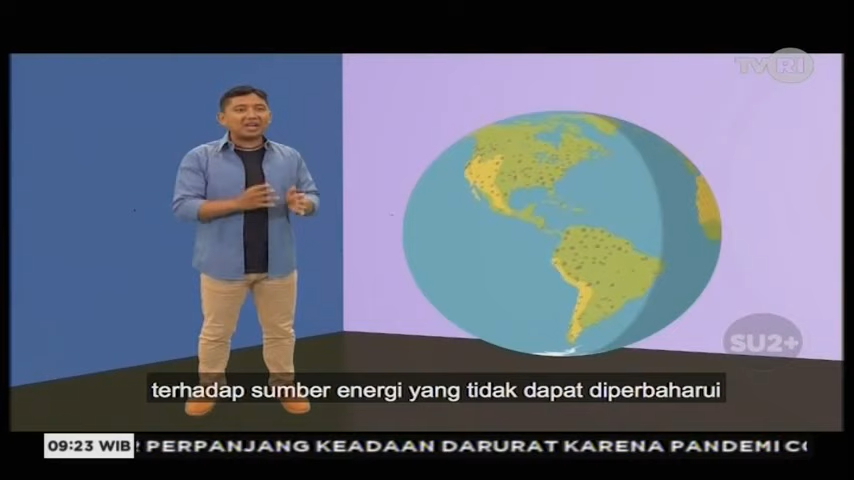 TVRI
SU2+
terhadap sumber energi yang tidak dapat diperbaharui
09:23 WIB PERPANJANG KEADAAN DARURAT KARENA PANDEMI